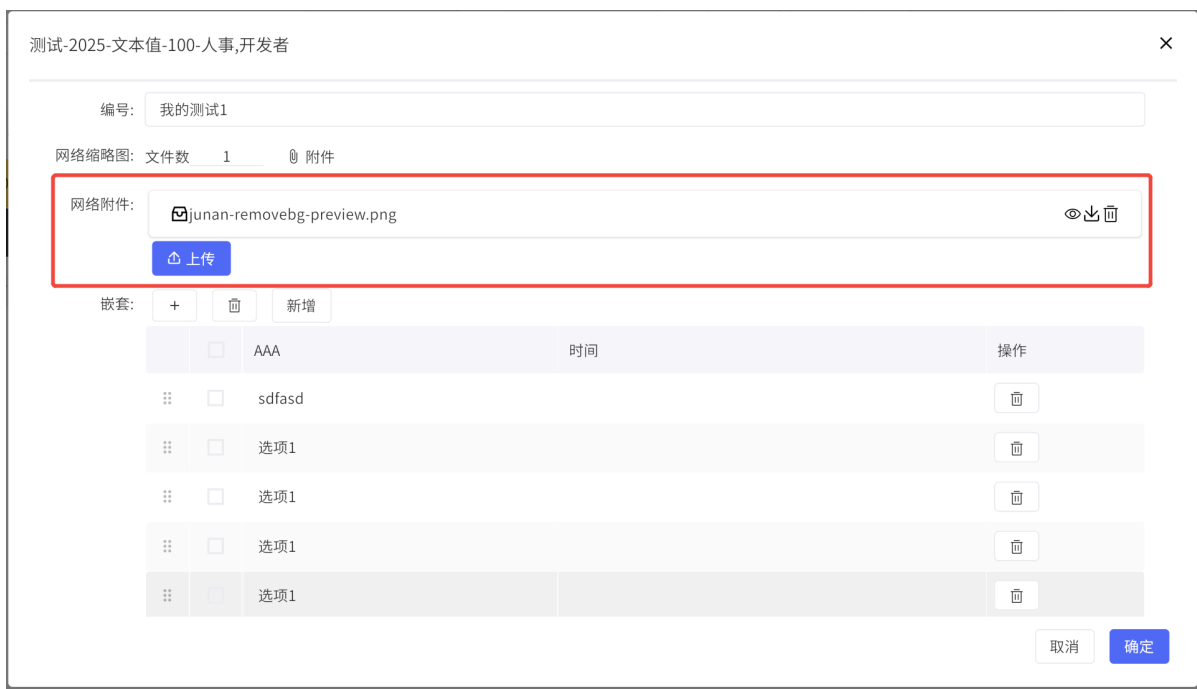 测试-2025-文本值-100-人事,开发者
编号: 我的测试1
网络缩略图: 文件数 1 附件
网络附件: junan-removebg-preview.png
上传
嵌套: + 新增
AAA 时间 操作
sdfasd
选项1
选项1
选项1
选项1
取消 确定